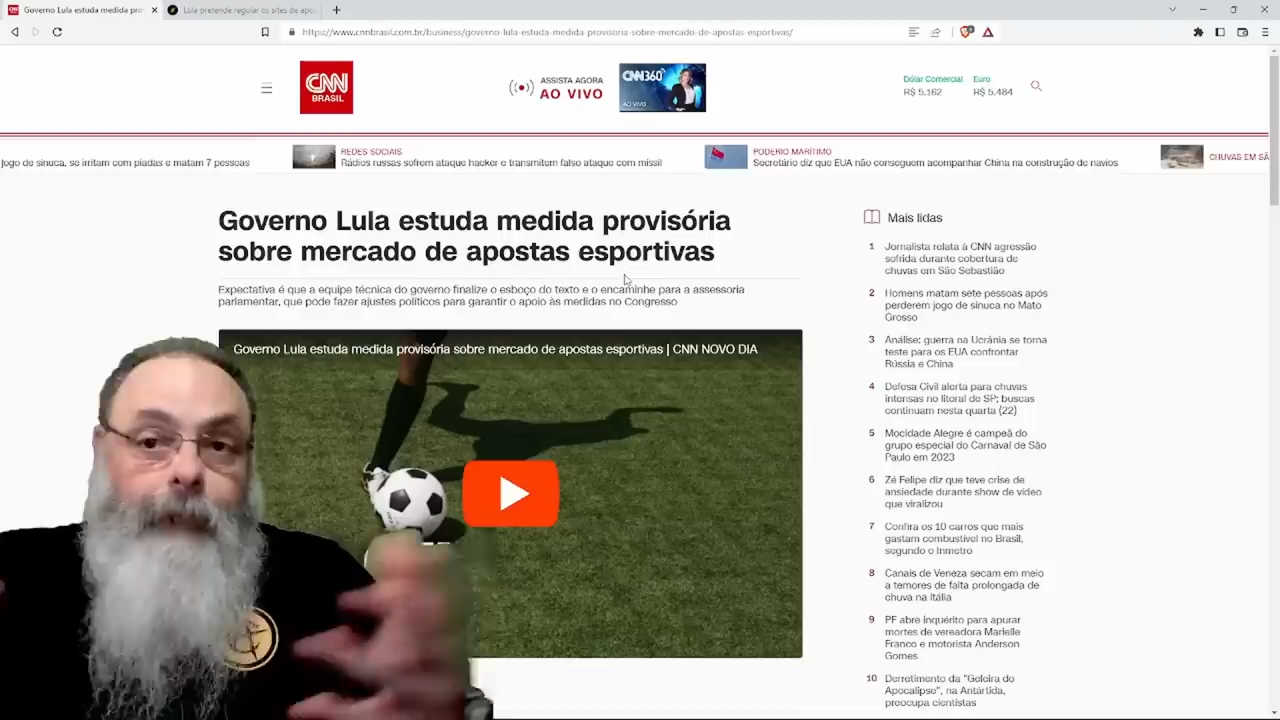 Governo Lula estuda medida pro
Lula pretende regular os sites de apos
https://www.cnnbrasil.com.br/business/governo-lula-estuda-medida-provisoria-sobre-mercado-de-apostas-esportivas/
CNN
BRASIL
ASSISTA AGORA
AO VIVO
CNN360°
AO VIVO
Dólar Comercial
R$ 5.162
Euro
R$ 5.484
jogo de sinuca, se irritam com piadas e matam 7 pessoas
REDES SOCIAIS
Rádios russas sofrem ataque hacker e transmitem falso ataque com missil
PODERIO MARÍTIMO
Secretário diz que EUA não conseguem acompanhar China na construção de navios
CHUVAS EM SÃ
Governo Lula estuda medida provisória
sobre mercado de apostas esportivas
Expectativa é que a equipe técnica do governo finalize o esboço do texto e o encaminhe para a assessoria
parlamentar, que pode fazer ajustes políticos para garantir o apoio às medidas no Congresso
Governo Lula estuda medida provisória sobre mercado de apostas esportivas | CNN NOVO DIA
Mais lidas
1 Jornalista relata à CNN agressão
sofrida durante cobertura de
chuvas em São Sebastião
2 Homens matam sete pessoas após
perderem jogo de sinuca no Mato
Grosso
3 Análise: guerra na Ucrânia se torna
teste para os EUA confrontar
Rússia e China
4 Defesa Civil alerta para chuvas
intensas no litoral de SP; buscas
continuam nesta quarta (22)
5 Mocidade Alegre é campeã do
grupo especial do Carnaval de São
Paulo em 2023
6 Zé Felipe diz que teve crise de
ansiedade durante show de vídeo
que viralizou
7 Confira os 10 carros que mais
gastam combustível no Brasil,
segundo o Inmetro
8 Canais de Veneza secam em meio
a temores de falta prolongada de
chuva na Itália
9 PF abre inquérito para apurar
mortes de vereadora Marielle
Franco e motorista Anderson
Gomes
10 Derretimento da "Geleira do
Apocalipse", na Antártida,
preocupa cientistas